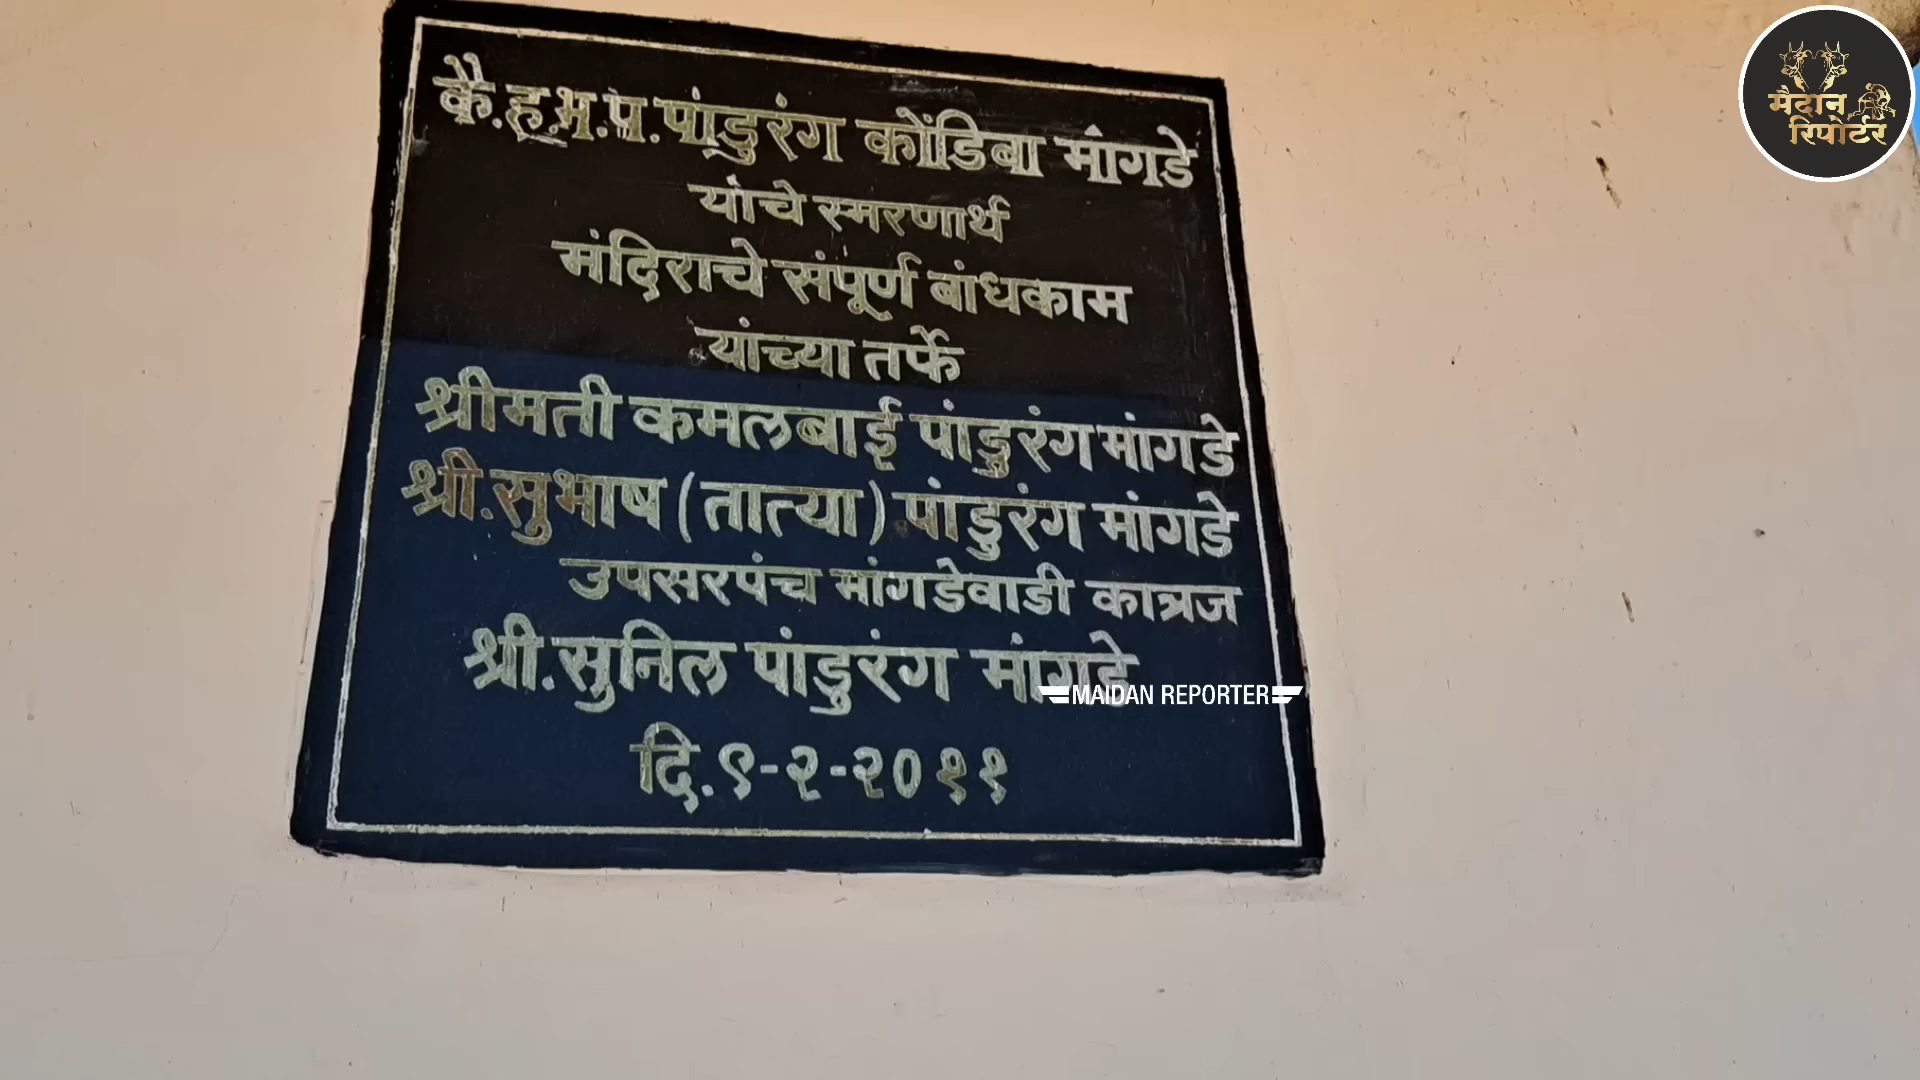 कै.ह.भ.प.पांडुरंग कोंडिबा मांगडे
यांचे स्मरणार्थ
मंदिराचे संपूर्ण बांधकाम
यांच्या तर्फे
श्रीमती कमलबाई पांडुरंग मांगडे
श्री.सुभाष (तात्या) पांडुरंग मांगडे
उपसरपंच मांगडेवाडी कात्रज
श्री.सुनिल पांडुरंग मांगडे
दि.९-२-२०११
MAIDAN REPORTER
मैदान
रिपोर्टर